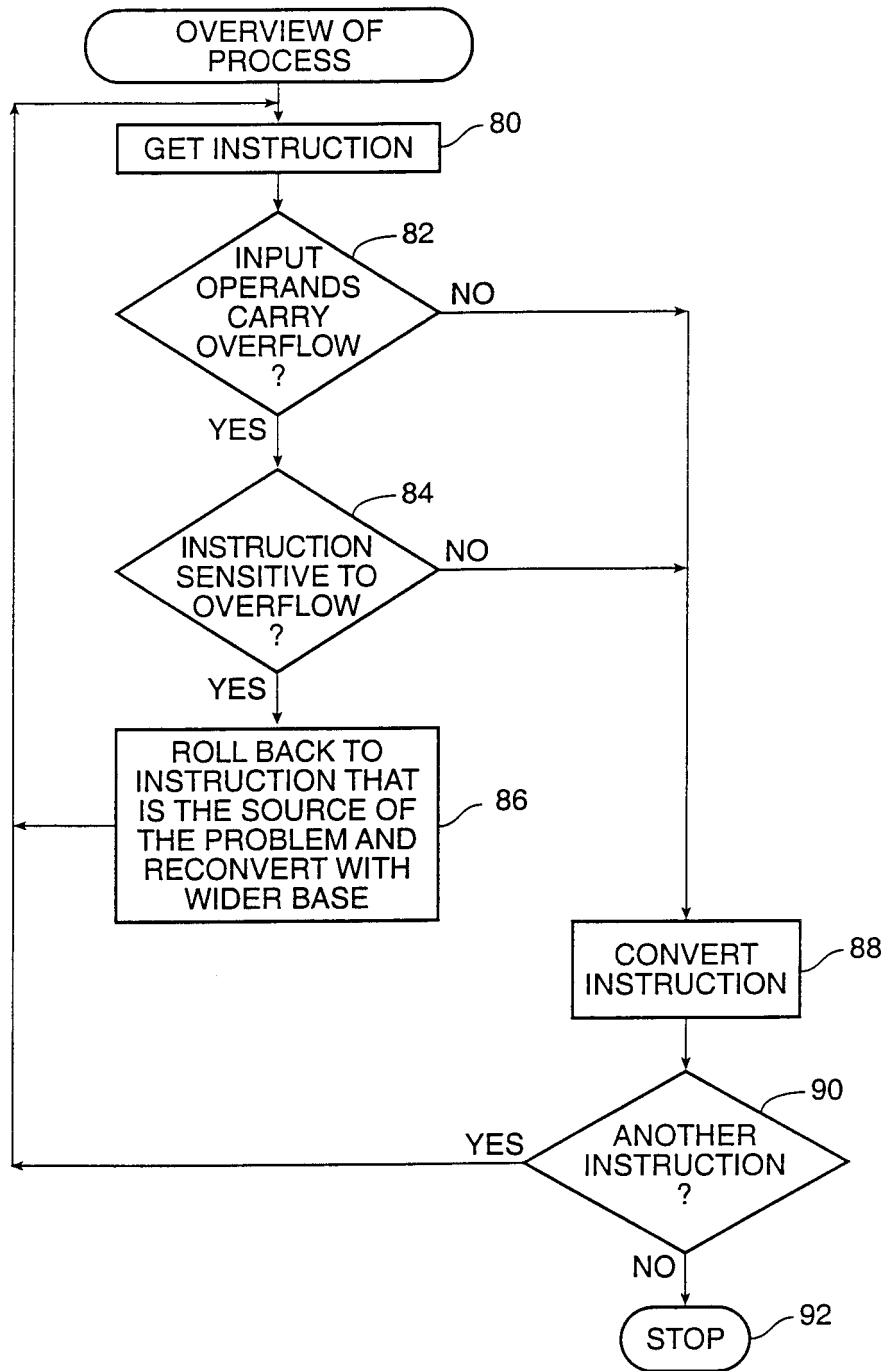 OVERVIEW OF
PROCESS
GET INSTRUCTION
80
INPUT
OPERANDS
CARRY
OVERFLOW
?
82
NO
YES
INSTRUCTION
SENSITIVE TO
OVERFLOW
?
84
NO
YES
ROLL BACK TO
INSTRUCTION THAT
IS THE SOURCE OF
THE PROBLEM AND
RECONVERT WITH
WIDER BASE
86
CONVERT
INSTRUCTION
88
ANOTHER
INSTRUCTION
?
90
YES
NO
STOP
92